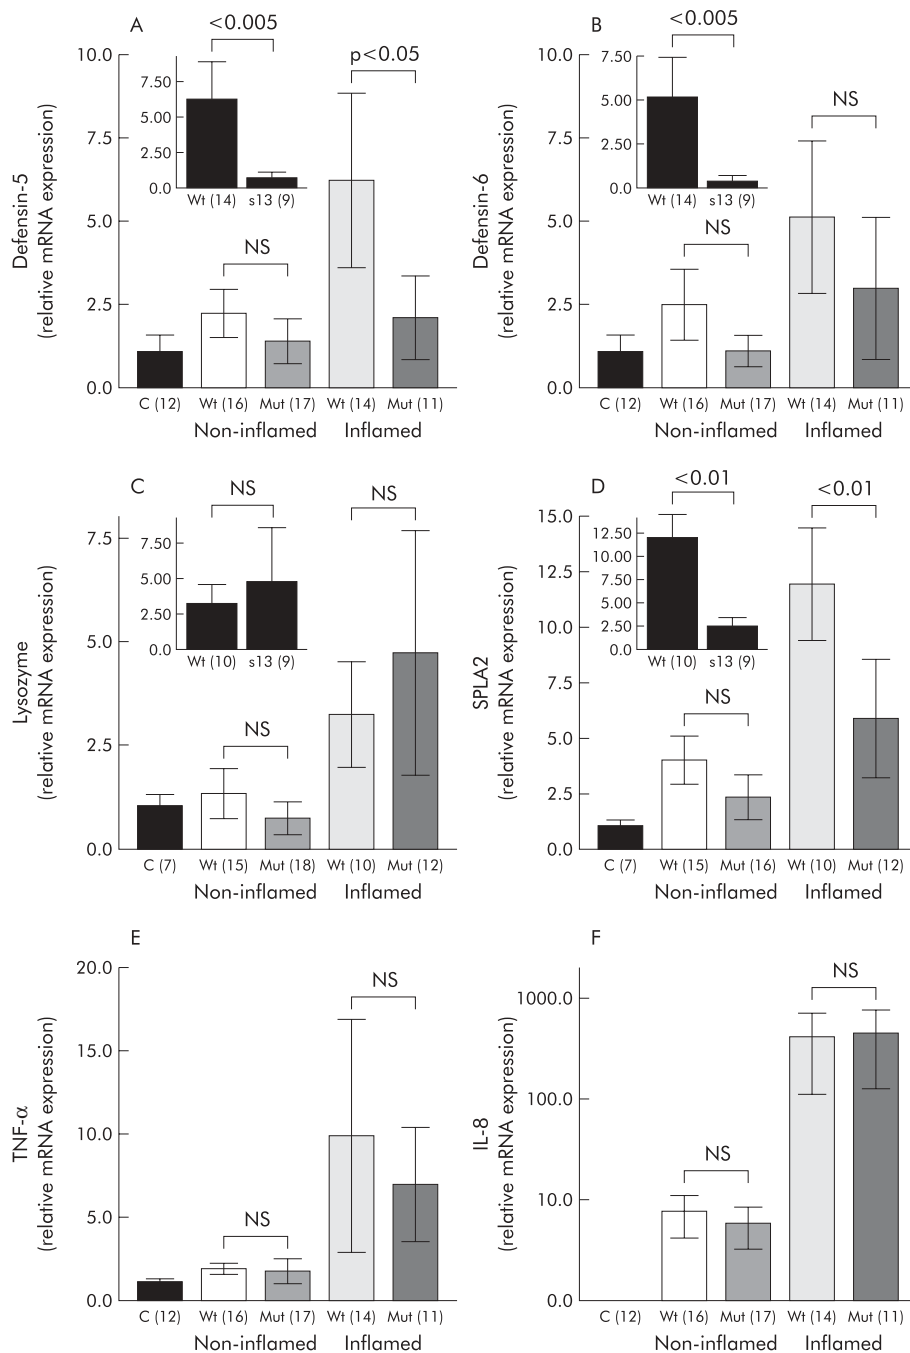 A
Defensin-5
(relative mRNA expression)
10.0
7.5
5.0
2.5
0.0
<0.005
7.50
5.00
2.50
0.0
Wt (14) s13 (9)
NS
p<0.05
C (12) Wt (16) Mut (17) Wt (14) Mut (11)
Non-inflamed Inflamed
B
Defensin-6
(relative mRNA expression)
10.0
7.5
5.0
2.5
0.0
<0.005
7.50
5.00
2.50
0.0
Wt (14) s13 (9)
NS
NS
C (12) Wt (16) Mut (17) Wt (14) Mut (11)
Non-inflamed Inflamed
C
Lysozyme
(relative mRNA expression)
7.5
5.0
2.5
0.0
NS
7.50
5.00
2.50
0.0
Wt (10) s13 (9)
NS
NS
C (7) Wt (15) Mut (18) Wt (10) Mut (12)
Non-inflamed Inflamed
D
SPLA2
(relative mRNA expression)
15.0
12.5
10.0
7.5
5.0
2.5
0.0
<0.01
12.50
10.00
7.50
5.00
2.50
0.0
Wt (10) s13 (9)
NS
<0.01
C (7) Wt (15) Mut (16) Wt (10) Mut (12)
Non-inflamed Inflamed
E
TNF-α
(relative mRNA expression)
20.0
15.0
10.0
5.0
0.0
NS
NS
C (12) Wt (16) Mut (17) Wt (14) Mut (11)
Non-inflamed Inflamed
F
IL-8
(relative mRNA expression)
1000.0
100.0
10.0
0.0
NS
NS
C (12) Wt (16) Mut (17) Wt (14) Mut (11)
Non-inflamed Inflamed